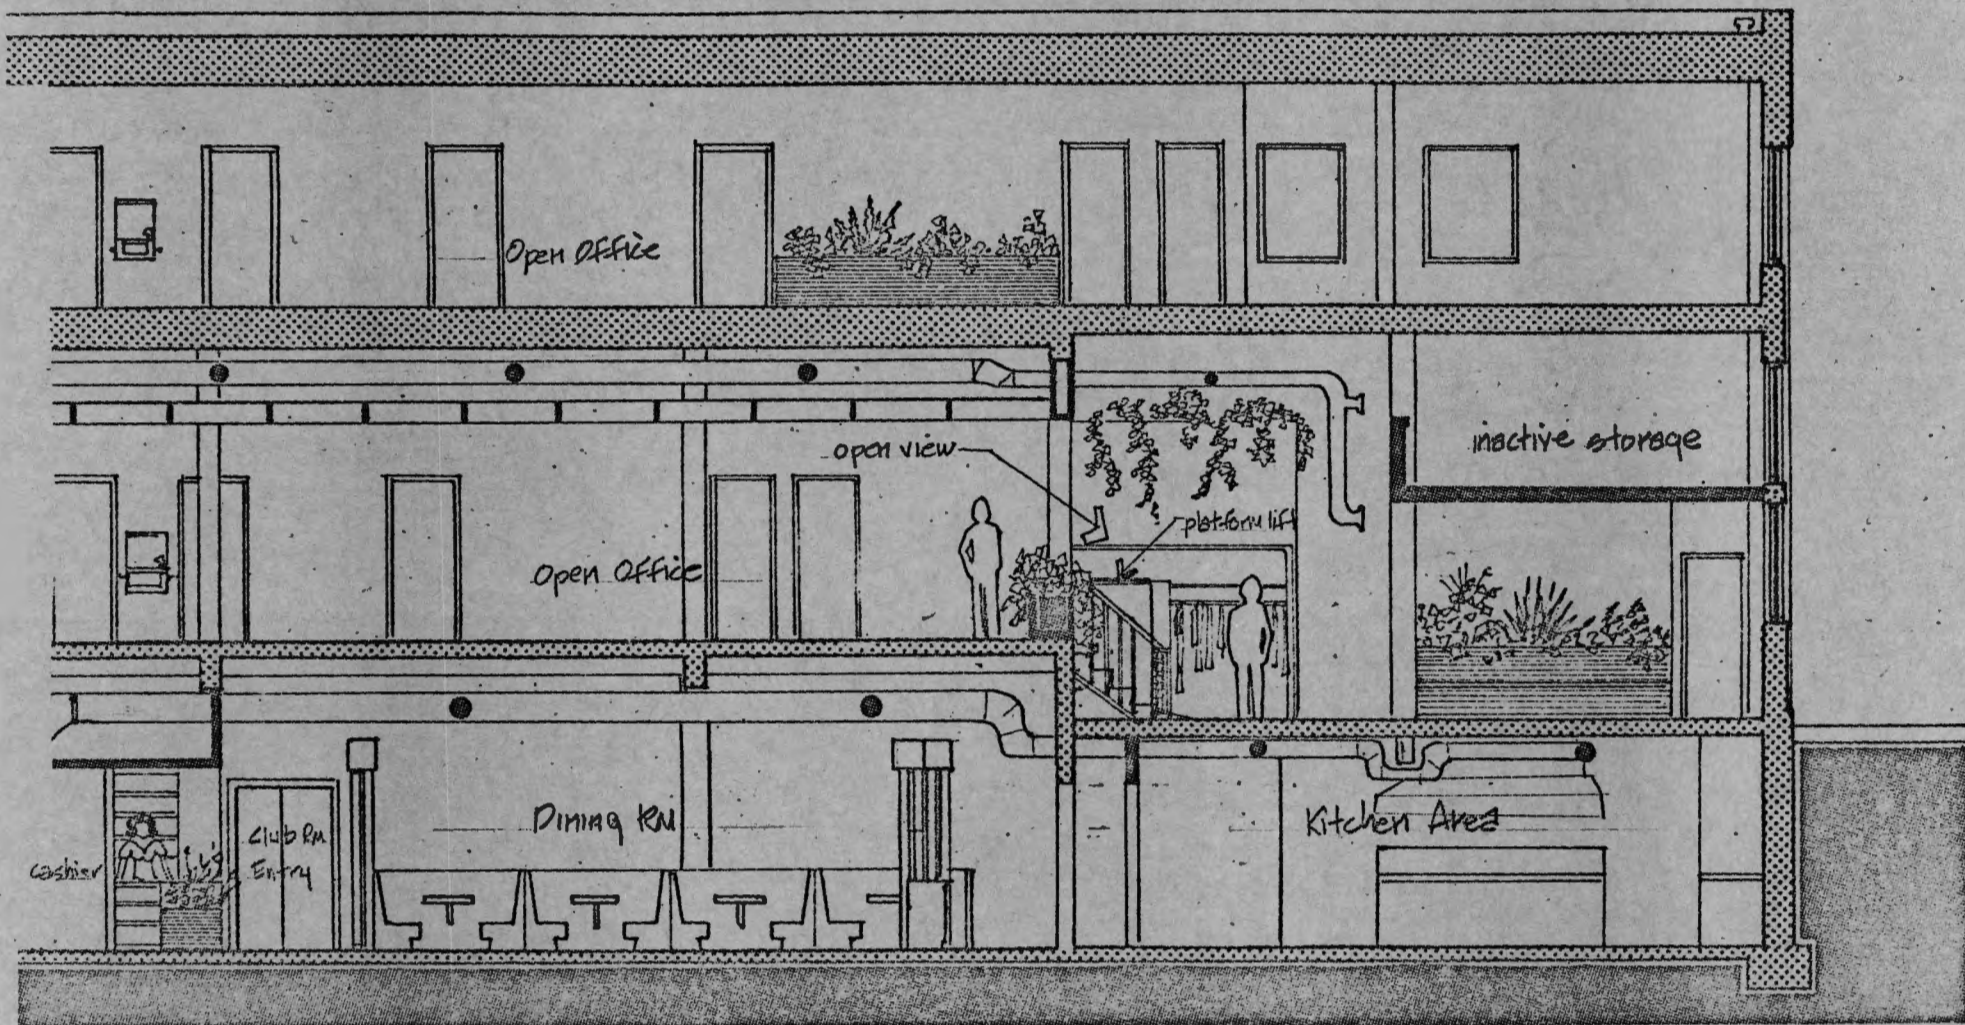 Open Office
open view
inactive storage
platform lift
Open Office
Dining RM
Kitchen Area
cashier
Club RM
Entry